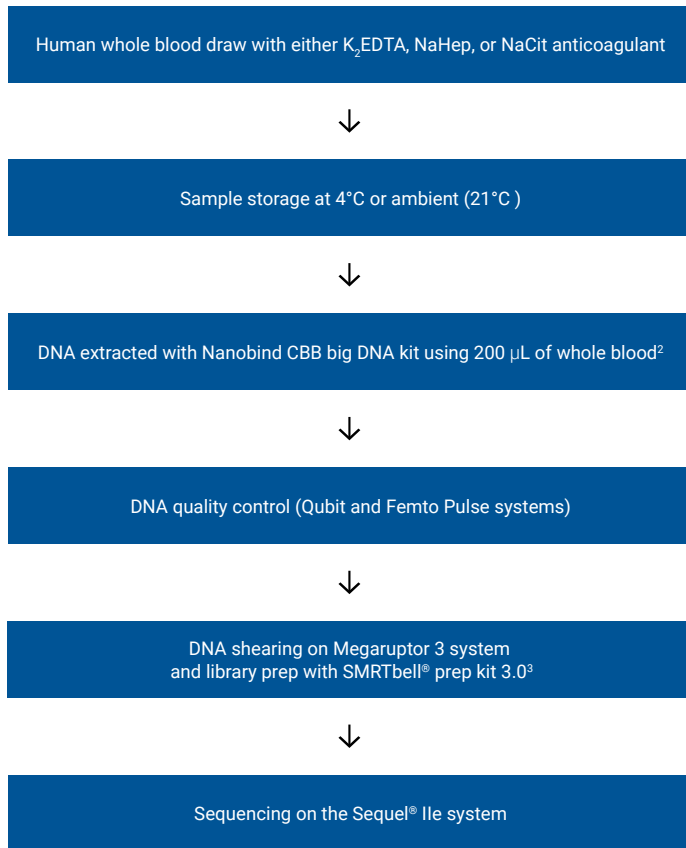 Human whole blood draw with either K₂EDTA, NaHep, or NaCit anticoagulant
Sample storage at 4°C or ambient (21°C )
DNA extracted with Nanobind CBB big DNA kit using 200 µL of whole blood²
DNA quality control (Qubit and Femto Pulse systems)
DNA shearing on Megaruptor 3 system
and library prep with SMRTbell® prep kit 3.0³
Sequencing on the Sequel® IIe system